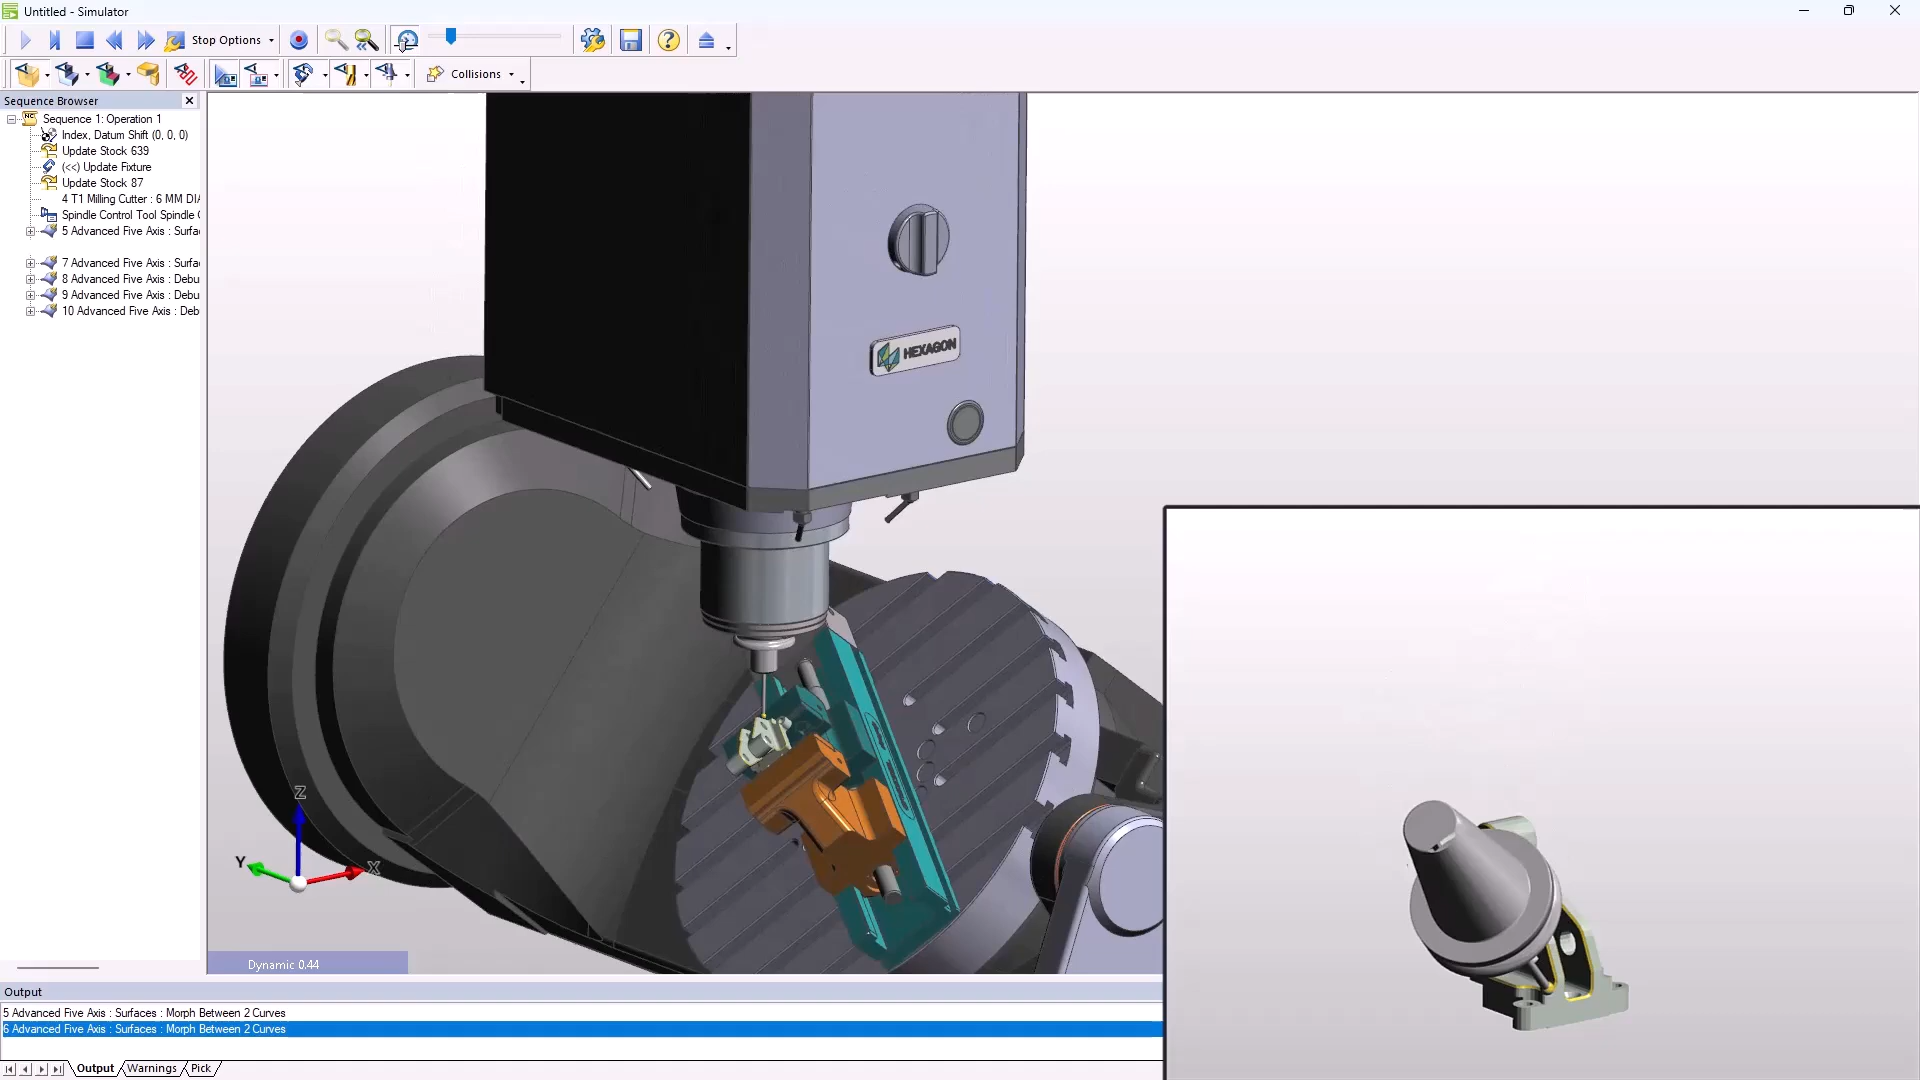 Untitled - Simulator
Stop Options
Collisions
Sequence Browser
Sequence 1: Operation 1
Index, Datum Shift (0, 0, 0)
Update Stock 639
(<<) Update Fixture
Update Stock 87
4 T1 Milling Cutter : 6 MM DIA
Spindle Control Tool Spindle
5 Advanced Five Axis : Surfa
7 Advanced Five Axis : Surfa
8 Advanced Five Axis : Debu
9 Advanced Five Axis : Debu
10 Advanced Five Axis : Deb
HEXAGON
Z
Y
X
Dynamic 0.44
Output
5 Advanced Five Axis : Surfaces : Morph Between 2 Curves
6 Advanced Five Axis : Surfaces : Morph Between 2 Curves
Output
Warnings
Pick